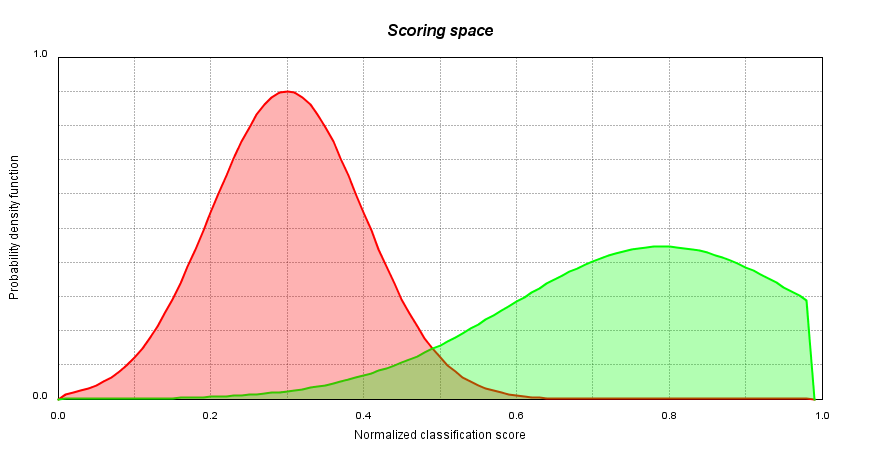 Scoring space
1.0
Probability density function
0.0
0.0 0.2 0.4 0.6 0.8 1.0
Normalized classification score